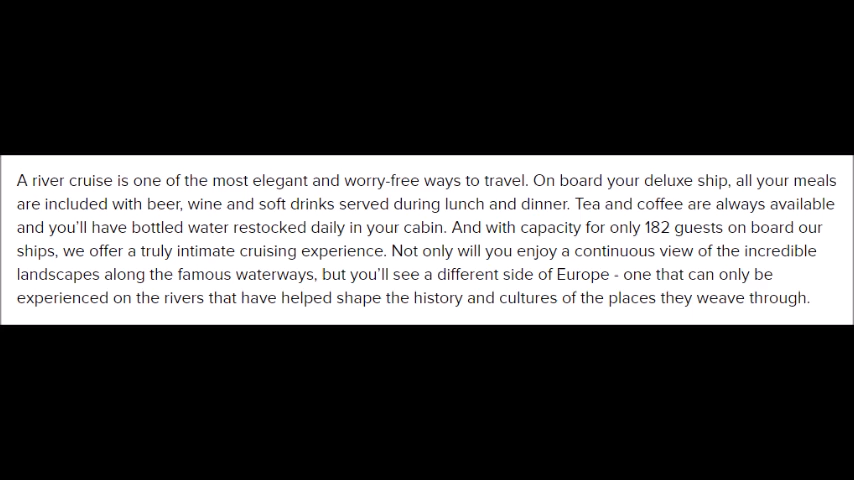 A river cruise is one of the most elegant and worry-free ways to travel. On board your deluxe ship, all your meals
are included with beer, wine and soft drinks served during lunch and dinner. Tea and coffee are always available
and you'll have bottled water restocked daily in your cabin. And with capacity for only 182 guests on board our
ships, we offer a truly intimate cruising experience. Not only will you enjoy a continuous view of the incredible
landscapes along the famous waterways, but you'll see a different side of Europe - one that can only be
experienced on the rivers that have helped shape the history and cultures of the places they weave through.